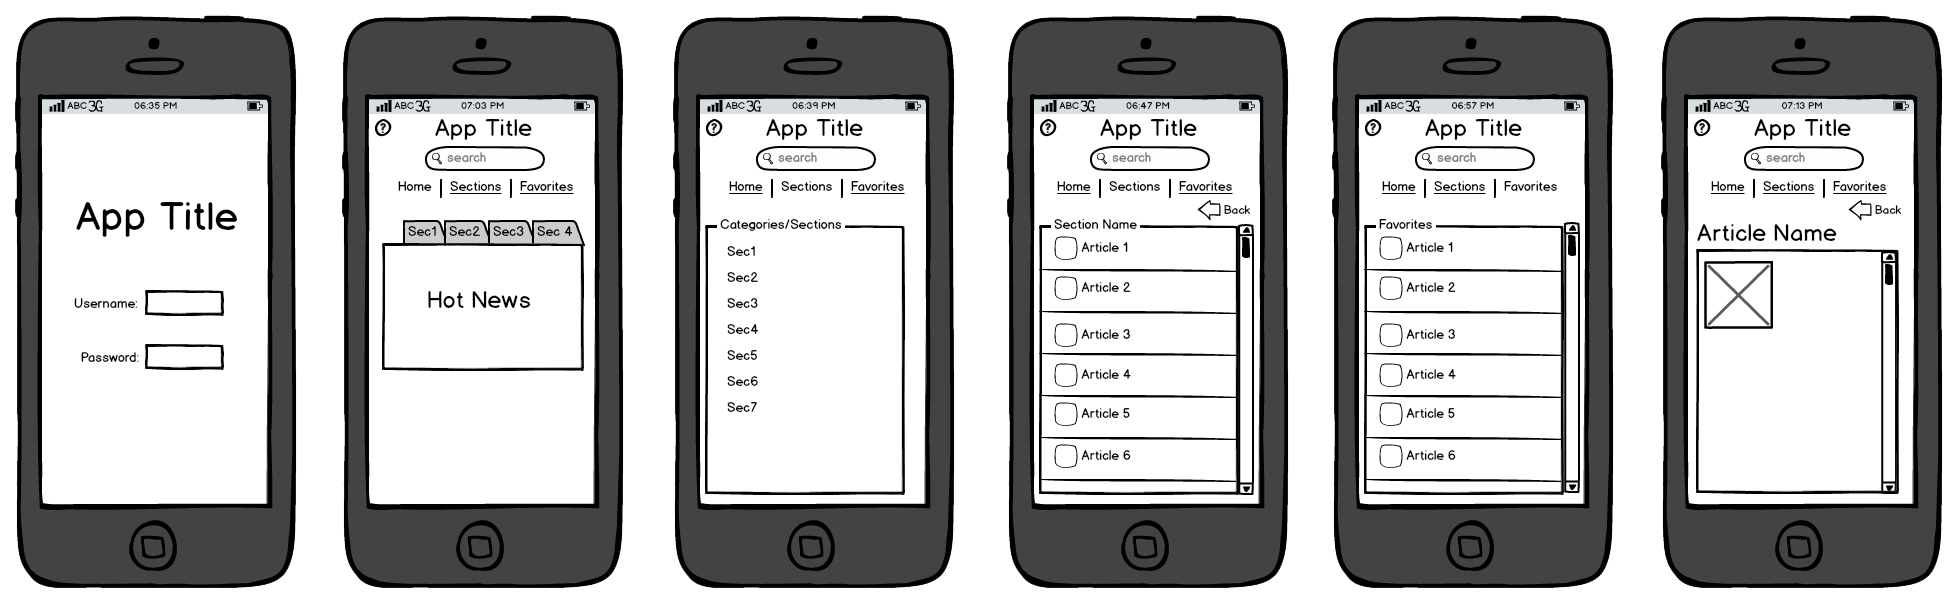 ABC 3G 06:35 PM
App Title
Username:
Password:
ABC 3G 07:03 PM
? App Title
search
Home Sections Favorites
Sec1 Sec2 Sec3 Sec 4
Hot News
ABC 3G 06:39 PM
? App Title
search
Home Sections Favorites
Categories/Sections
Sec1
Sec2
Sec3
Sec4
Sec5
Sec6
Sec7
ABC 3G 06:47 PM
? App Title
search
Home Sections Favorites
Back
Section Name
Article 1
Article 2
Article 3
Article 4
Article 5
Article 6
ABC 3G 06:57 PM
? App Title
search
Home Sections Favorites
Favorites
Article 1
Article 2
Article 3
Article 4
Article 5
Article 6
ABC 3G 07:13 PM
? App Title
search
Home Sections Favorites
Back
Article Name